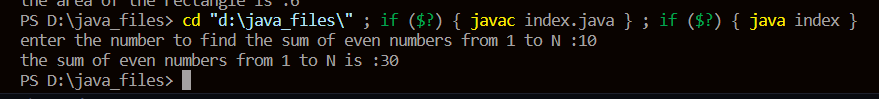 the area of the rectangle is :6
PS D:\java_files> cd "d:\java_files\" ; if ($?) { javac index.java } ; if ($?) { java index }
enter the number to find the sum of even numbers from 1 to N :10
the sum of even numbers from 1 to N is :30
PS D:\java_files>